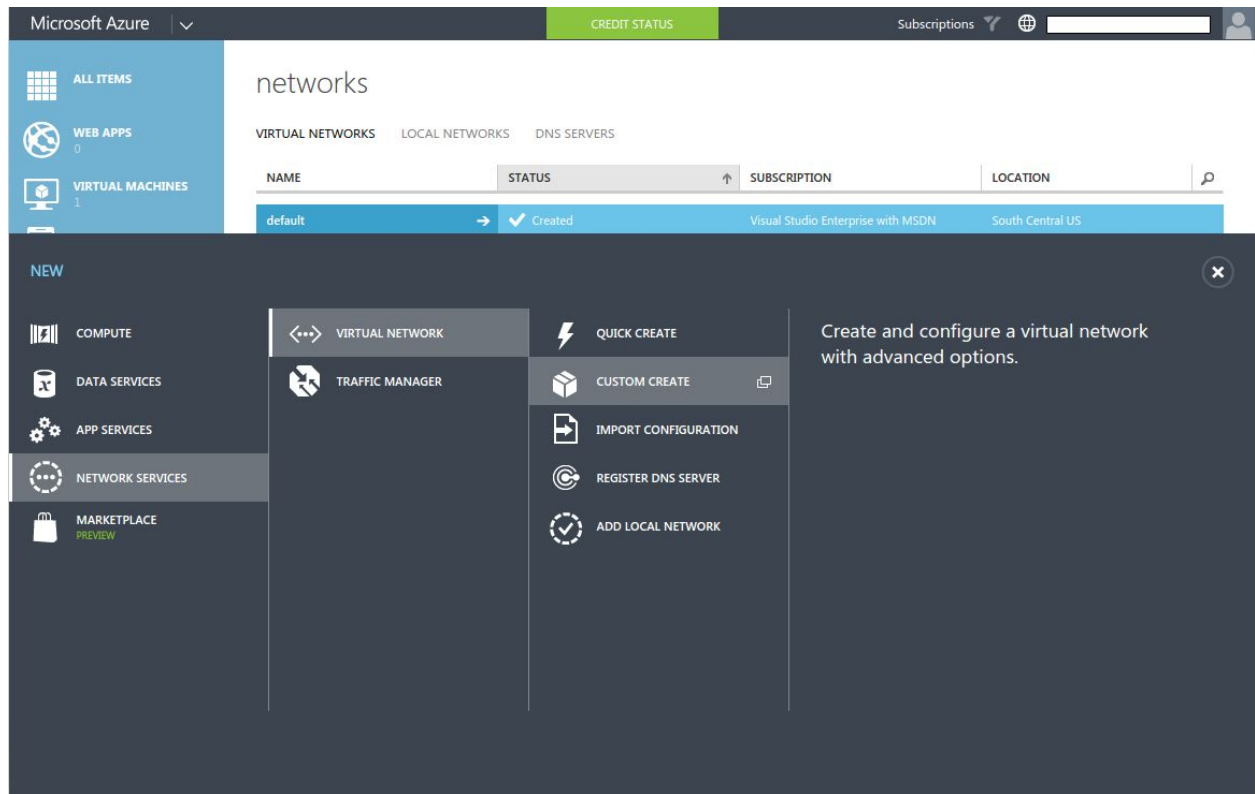 Microsoft Azure
CREDIT STATUS
Subscriptions
ALL ITEMS
WEB APPS
0
VIRTUAL MACHINES
1
networks
VIRTUAL NETWORKS LOCAL NETWORKS DNS SERVERS
NAME STATUS SUBSCRIPTION LOCATION
default Created Visual Studio Enterprise with MSDN South Central US
NEW
COMPUTE
DATA SERVICES
APP SERVICES
NETWORK SERVICES
MARKETPLACE
PREVIEW
VIRTUAL NETWORK
TRAFFIC MANAGER
QUICK CREATE
CUSTOM CREATE
IMPORT CONFIGURATION
REGISTER DNS SERVER
ADD LOCAL NETWORK
Create and configure a virtual network
with advanced options.